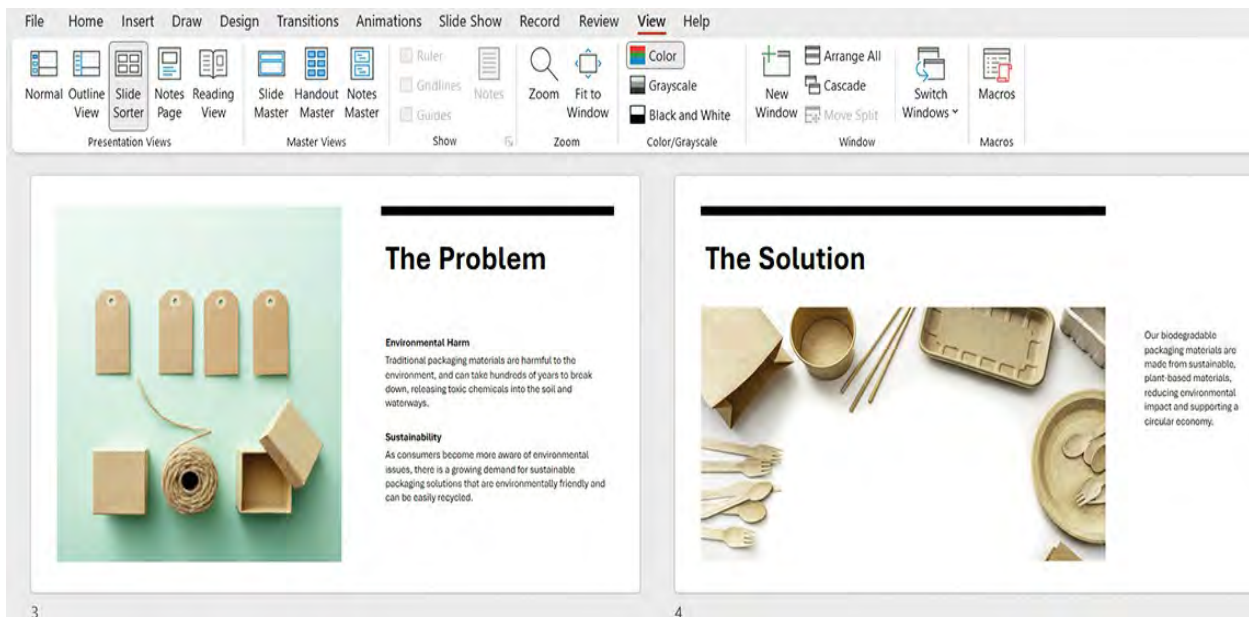 File Home Insert Draw Design Transitions Animations Slide Show Record Review View Help
Normal
Outline
View
Slide
Sorter
Notes
Page
Reading
View
Presentation Views
Slide
Master
Handout
Master
Notes
Master
Master Views
Ruler
Gridlines
Guides
Notes
Show
Zoom
Fit to
Window
Zoom
Color
Grayscale
Black and White
Color/Grayscale
New
Window
Arrange All
Cascade
Move Split
Switch
Windows
Window
Macros
Macros
The Problem
Environmental Harm
Traditional packaging materials are harmful to the
environment, and can take hundreds of years to break
down, releasing toxic chemicals into the soil and
waterways.
Sustainability
As consumers become more aware of environmental
issues, there is a growing demand for sustainable
packaging solutions that are environmentally friendly and
can be easily recycled.
3
The Solution
Our biodegradable
packaging materials are
made from sustainable,
plant-based materials,
reducing environmental
impact and supporting a
circular economy.
4